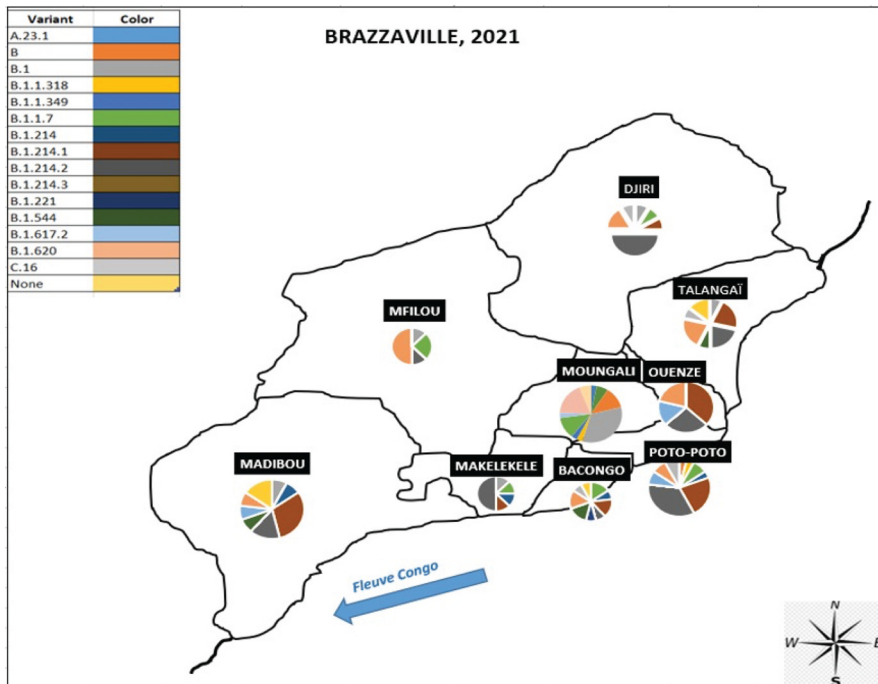 Variant Color
A.23.1
B
B.1
B.1.1.318
B.1.1.349
B.1.1.7
B.1.214
B.1.214.1
B.1.214.2
B.1.214.3
B.1.221
B.1.544
B.1.617.2
B.1.620
C.16
None
BRAZZAVILLE, 2021
DJIRI
TALANGAÏ
MFILOU
MOUNGALI
OUENZE
MADIBOU
MAKELEKELE
BACONGO
POTO-POTO
Fleuve Congo
N
W E
S